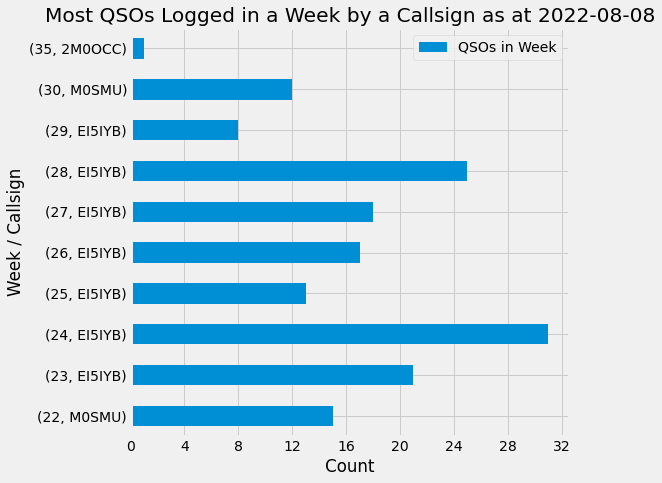 Most QSOs Logged in a Week by a Callsign as at 2022-08-08
QSOs in Week
(35, 2M0OCC)
(30, M0SMU)
(29, EI5IYB)
(28, EI5IYB)
(27, EI5IYB)
(26, EI5IYB)
(25, EI5IYB)
(24, EI5IYB)
(23, EI5IYB)
(22, M0SMU)
Week / Callsign
0 4 8 12 16 20 24 28 32
Count